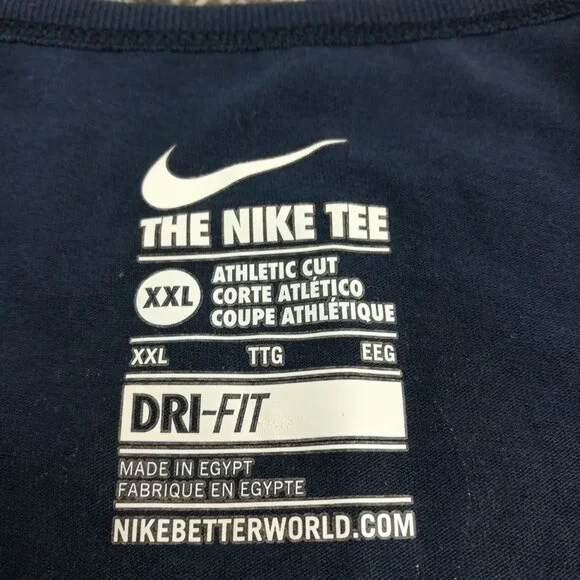 THE NIKE TEE
XXL
ATHLETIC CUT
CORTE ATLÉTICO
COUPE ATHLÉTIQUE
XXL TTG EEG
DRI-FIT
MADE IN EGYPT
FABRIQUE EN EGYPTE
NIKEBETTERWORLD.COM